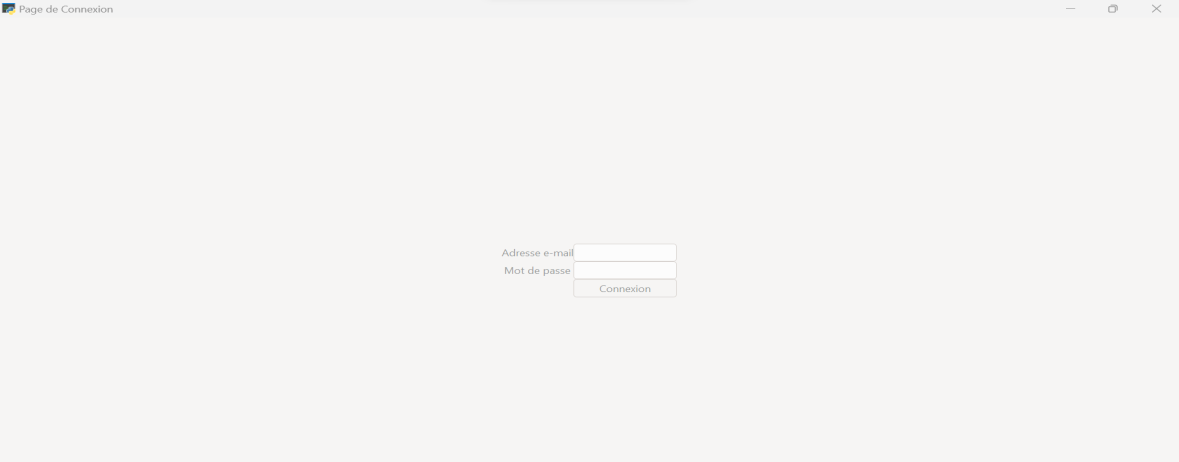 Page de Connexion
Adresse e-mail
Mot de passe
Connexion